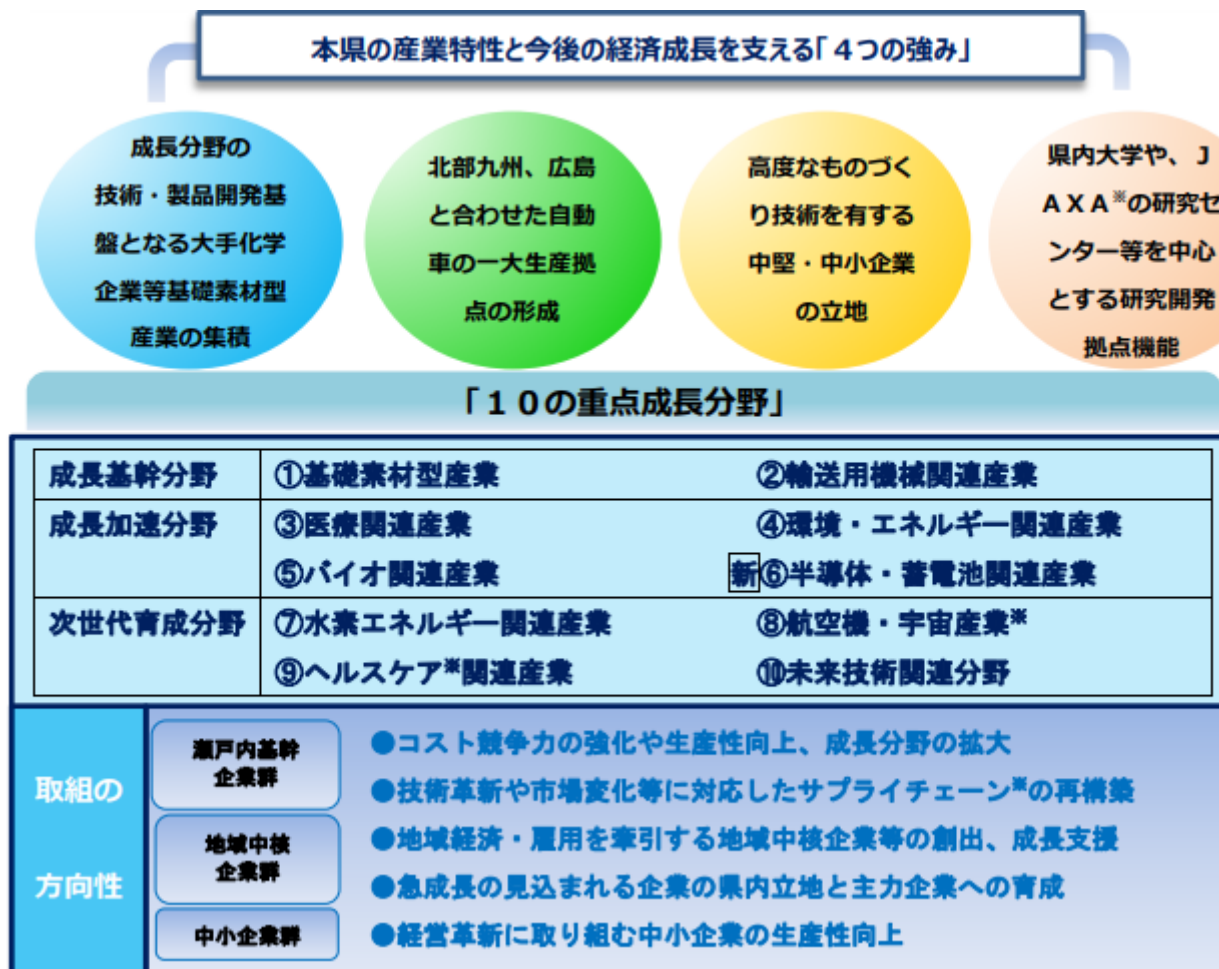 本県の産業特性と今後の経済成長を支える「４つの強み」
成長分野の
技術・製品開発基
盤となる大手化学
企業等基礎素材型
産業の集積
北部九州、広島
と合わせた自動
車の一大生産拠
点の形成
高度なものづく
り技術を有する
中堅・中小企業
の立地
県内大学や、Ｊ
ＡＸＡ※の研究セ
ンター等を中心
とする研究開発
拠点機能
「１０の重点成長分野」
成長基幹分野 ①基礎素材型産業 ②輸送用機械関連産業
成長加速分野 ③医療関連産業 ④環境・エネルギー関連産業
⑤バイオ関連産業 新⑥半導体・蓄電池関連産業
次世代育成分野 ⑦水素エネルギー関連産業 ⑧航空機・宇宙産業※
⑨ヘルスケア※関連産業 ⑩未来技術関連分野
取組の
方向性
瀬戸内基幹
企業群
●コスト競争力の強化や生産性向上、成長分野の拡大
●技術革新や市場変化等に対応したサプライチェーン※の再構築
地域中核
企業群
●地域経済・雇用を牽引する地域中核企業等の創出、成長支援
●急成長の見込まれる企業の県内立地と主力企業への育成
中小企業群
●経営革新に取り組む中小企業の生産性向上